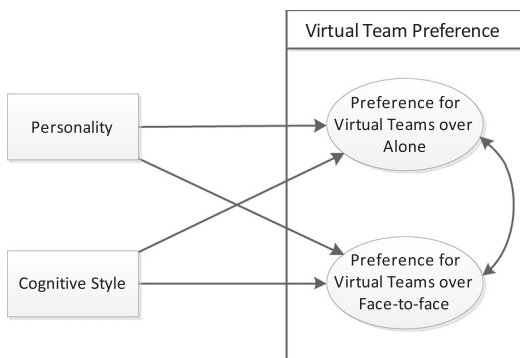 Virtual Team Preference
Personality
Preference for
Virtual Teams over
Alone
Cognitive Style
Preference for
Virtual Teams over
Face-to-face